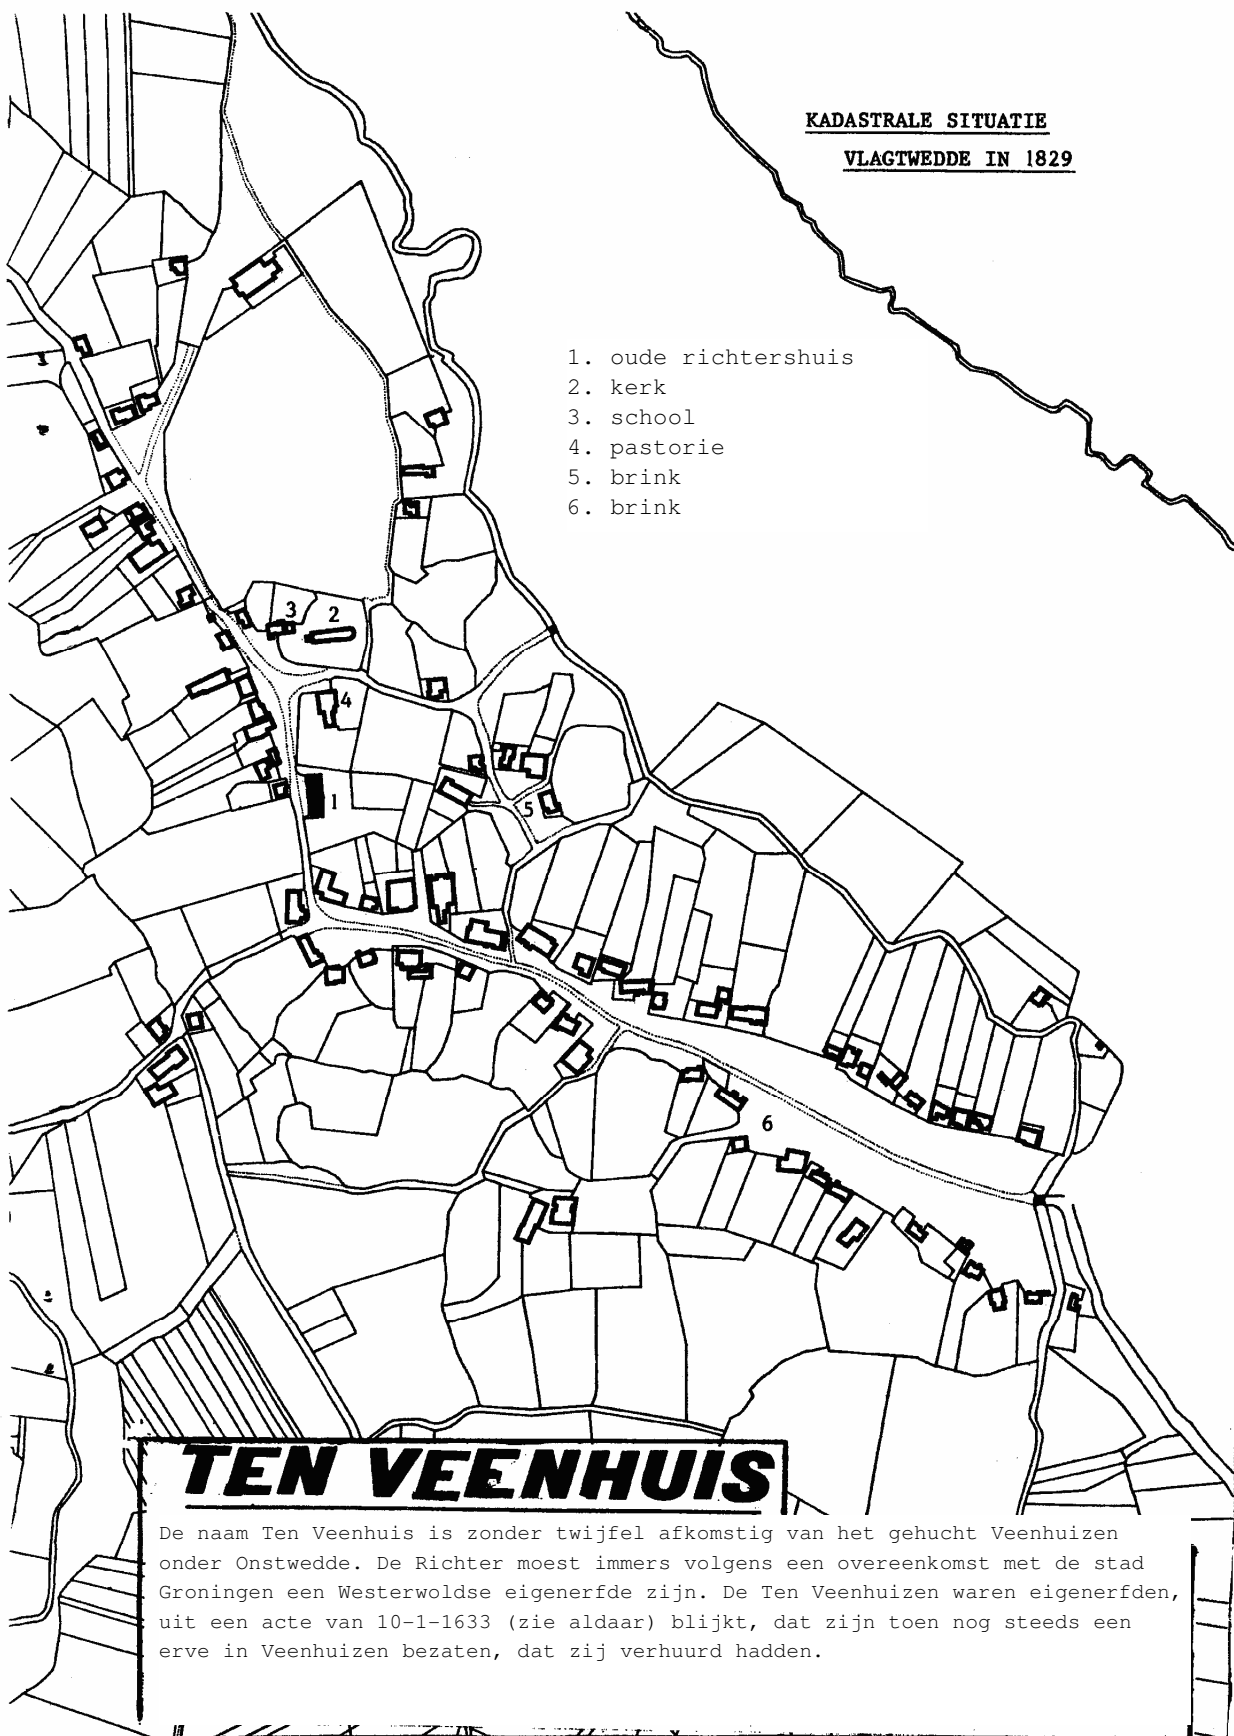 KADASTRALE SITUATIE
VLAGTWEDDE IN 1829
1. oude richtershuis
2. kerk
3. school
4. pastorie
5. brink
6. brink
3
2
4
1
5
6
TEN VEENHUIS
De naam Ten Veenhuis is zonder twijfel afkomstig van het gehucht Veenhuizen
onder Onstwedde. De Richter moest immers volgens een overeenkomst met de stad
Groningen een Westerwoldse eigenerfde zijn. De Ten Veenhuizen waren eigenerfden,
uit een acte van 10-1-1633 (zie aldaar) blijkt, dat zijn toen nog steeds een
erve in Veenhuizen bezaten, dat zij verhuurd hadden.